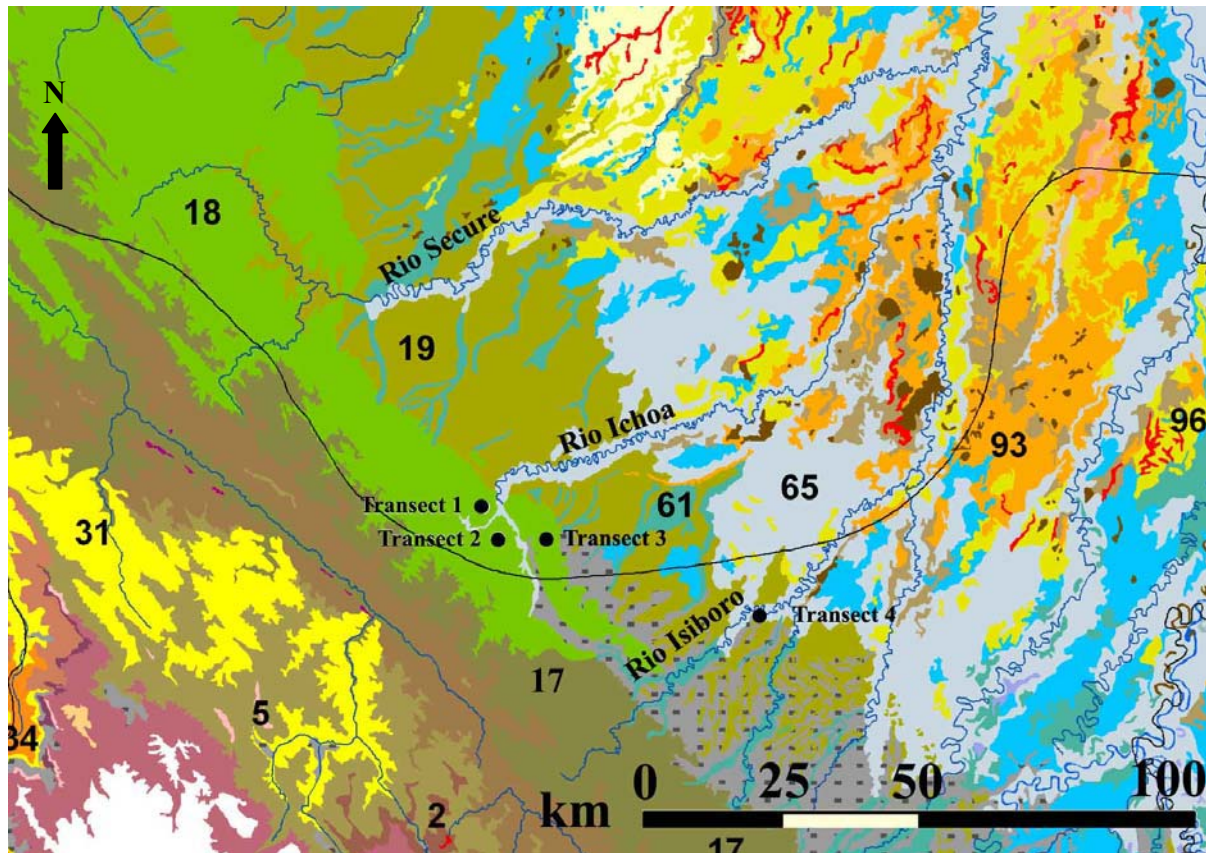 N
18
Rio Secure
19
Rio Ichoa
96
93
65
61
Transect 1
31
Transect 2
Transect 3
Rio Isiboro
Transect 4
17
5
34
0 25 50 100
2
km
17